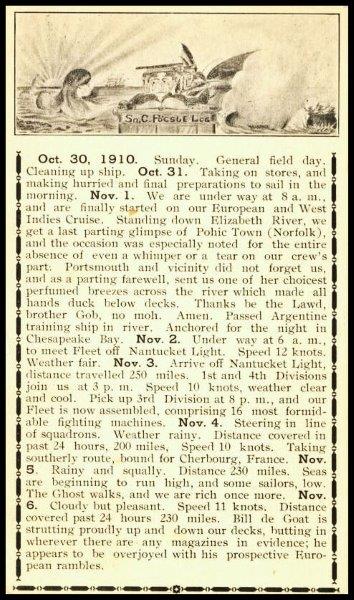 Sn. C. Pugsue Log
Oct. 30, 1910. Sunday. General field day.
Cleaning up ship. Oct. 31. Taking on stores, and
making hurried and final preparations to sail in the
morning. Nov. 1. We are under way at 8 a. m.,
and are finally started on our European and West
Indies Cruise. Standing down Elizabeth River, we
get a last parting glimpse of Pohic Town (Norfolk),
and the occasion was especially noted for the entire
absence of even a whimper or a tear on our crew's
part. Portsmouth and vicinity did not forget us,
and as a parting farewell, sent us one of her choicest
perfumed breezes across the river which made all
hands duck below decks. Thanks be the Lawd,
brother Gob, no moh. Amen. Passed Argentine
training ship in river. Anchored for the night in
Chesapeake Bay. Nov. 2. Under way at 6 a. m.,
to meet Fleet off Nantucket Light. Speed 12 knots.
Weather fair. Nov. 3. Arrive off Nantucket Light,
distance travelled 250 miles. 1st and 4th Divisions
join us at 3 p. m. Speed 10 knots, weather clear
and cool. Pick up 3rd Division at 8 p. m., and our
Fleet is now assembled, comprising 16 most formid-
able fighting machines. Nov. 4. Steering in line
of squadrons. Weather rainy. Distance covered in
past 24 hours, 200 miles, Speed 10 knots. Taking
southerly route, bound for Cherbourg, France. Nov.
5. Rainy and squally. Distance 230 miles. Seas
are beginning to run high, and some sailors, low.
The Ghost walks, and we are rich once more. Nov.
6. Cloudy but pleasant. Speed 11 knots. Distance
covered past 24 hours 230 miles. Bill de Goat is
strutting proudly up and down our decks, butting in
wherever there are any magazines in evidence; he
appears to be overjoyed with his prospective Euro-
pean rambles.